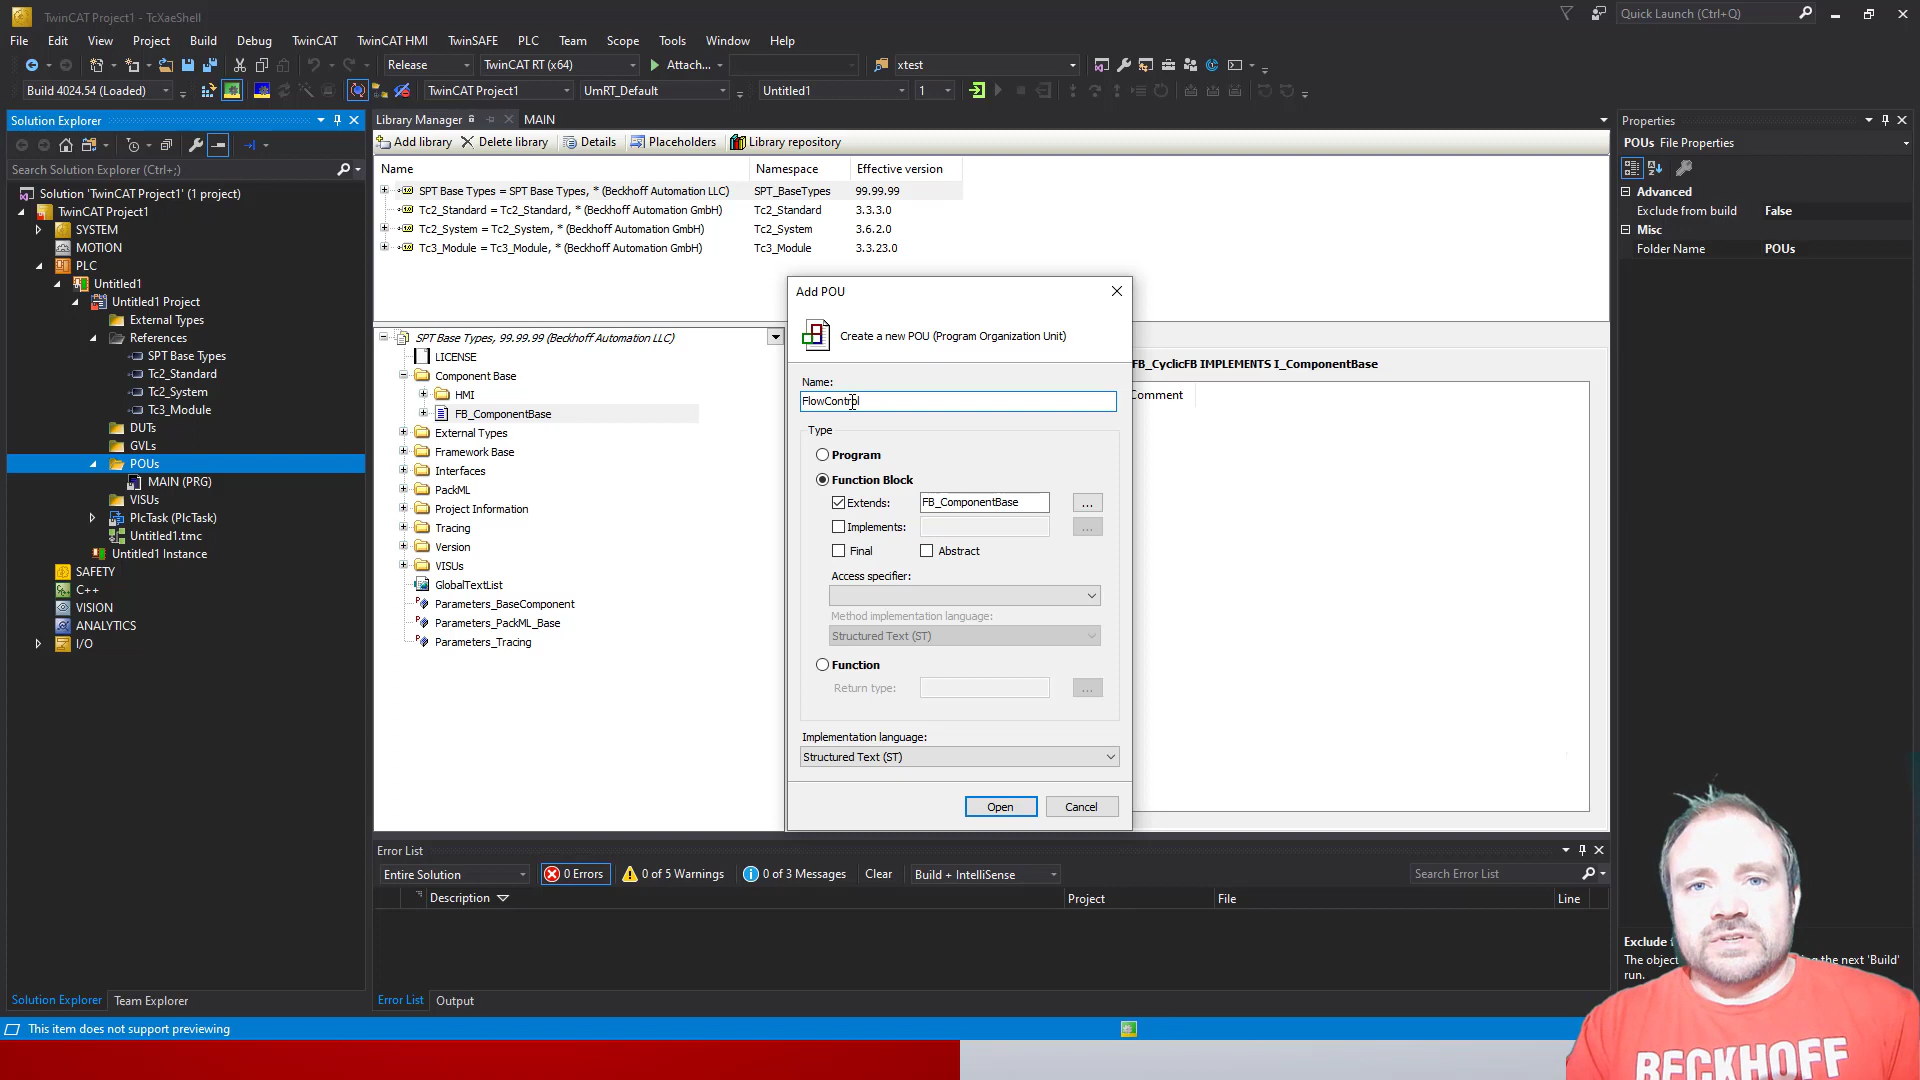 TwinCAT Project1 - TcXaeShell
Quick Launch (Ctrl+Q)
File Edit View Project Build Debug TwinCAT TwinCAT HMI TwinSAFE PLC Team Scope Tools Window Help
Release TwinCAT RT (x64) Attach... xtest
Build 4024.54 (Loaded) TwinCAT Project1 UmRT_Default Untitled1 1
Solution Explorer
Search Solution Explorer (Ctrl+;)
Solution 'TwinCAT Project1' (1 project)
TwinCAT Project1
SYSTEM
MOTION
PLC
Untitled1
Untitled1 Project
External Types
References
SPT Base Types
Tc2_Standard
Tc2_System
Tc3_Module
DUTs
GVLs
POUs
MAIN (PRG)
VISUs
PlcTask (PlcTask)
Untitled1.tmc
Untitled1 Instance
SAFETY
C++
VISION
ANALYTICS
I/O
Solution Explorer Team Explorer
Library Manager MAIN
Add library Delete library Details Placeholders Library repository
Name Namespace Effective version
SPT Base Types = SPT Base Types, * (Beckhoff Automation LLC) SPT_BaseTypes 99.99.99
Tc2_Standard = Tc2_Standard, * (Beckhoff Automation GmbH) Tc2_Standard 3.3.3.0
Tc2_System = Tc2_System, * (Beckhoff Automation GmbH) Tc2_System 3.6.2.0
Tc3_Module = Tc3_Module, * (Beckhoff Automation GmbH) Tc3_Module 3.3.23.0
SPT Base Types, 99.99.99 (Beckhoff Automation LLC)
LICENSE
Component Base
HMI
FB_ComponentBase
External Types
Framework Base
Interfaces
PackML
Project Information
Tracing
Version
VISUs
GlobalTextList
Parameters_BaseComponent
Parameters_PackML_Base
Parameters_Tracing
FB_CyclicFB IMPLEMENTS I_ComponentBase
Comment
Add POU
Create a new POU (Program Organization Unit)
Name:
FlowControl
Type
Program
Function Block
Extends: FB_ComponentBase ...
Implements: ...
Final Abstract
Access specifier:
Method implementation language:
Structured Text (ST)
Function
Return type: ...
Implementation language:
Structured Text (ST)
Open Cancel
Error List
Entire Solution 0 Errors 0 of 5 Warnings 0 of 3 Messages Clear Build + IntelliSense Search Error List
Description Project File Line
Error List Output
Properties
POUs File Properties
Advanced
Exclude from build False
Misc
Folder Name POUs
Exclude
The object
the next 'Build'
run.
This item does not support previewing
BECKHOFF